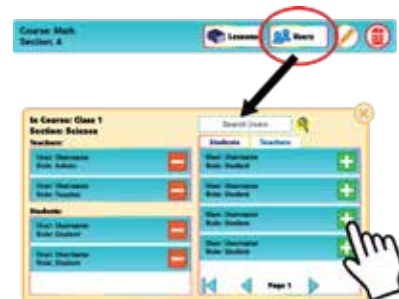 Course: Math
Section: A
Lessons
Users
In Course: Class 1
Section: Science
Teachers:
User: Username
Role: Admin
User: Username
Role: Teacher
Students:
User: Username
Role: Student
User: Username
Role: Student
Search Users
Students Teachers
User: Username
Role: Student
User: Username
Role: Student
User: Username
Role: Student
User: Username
Role: Student
Page 1